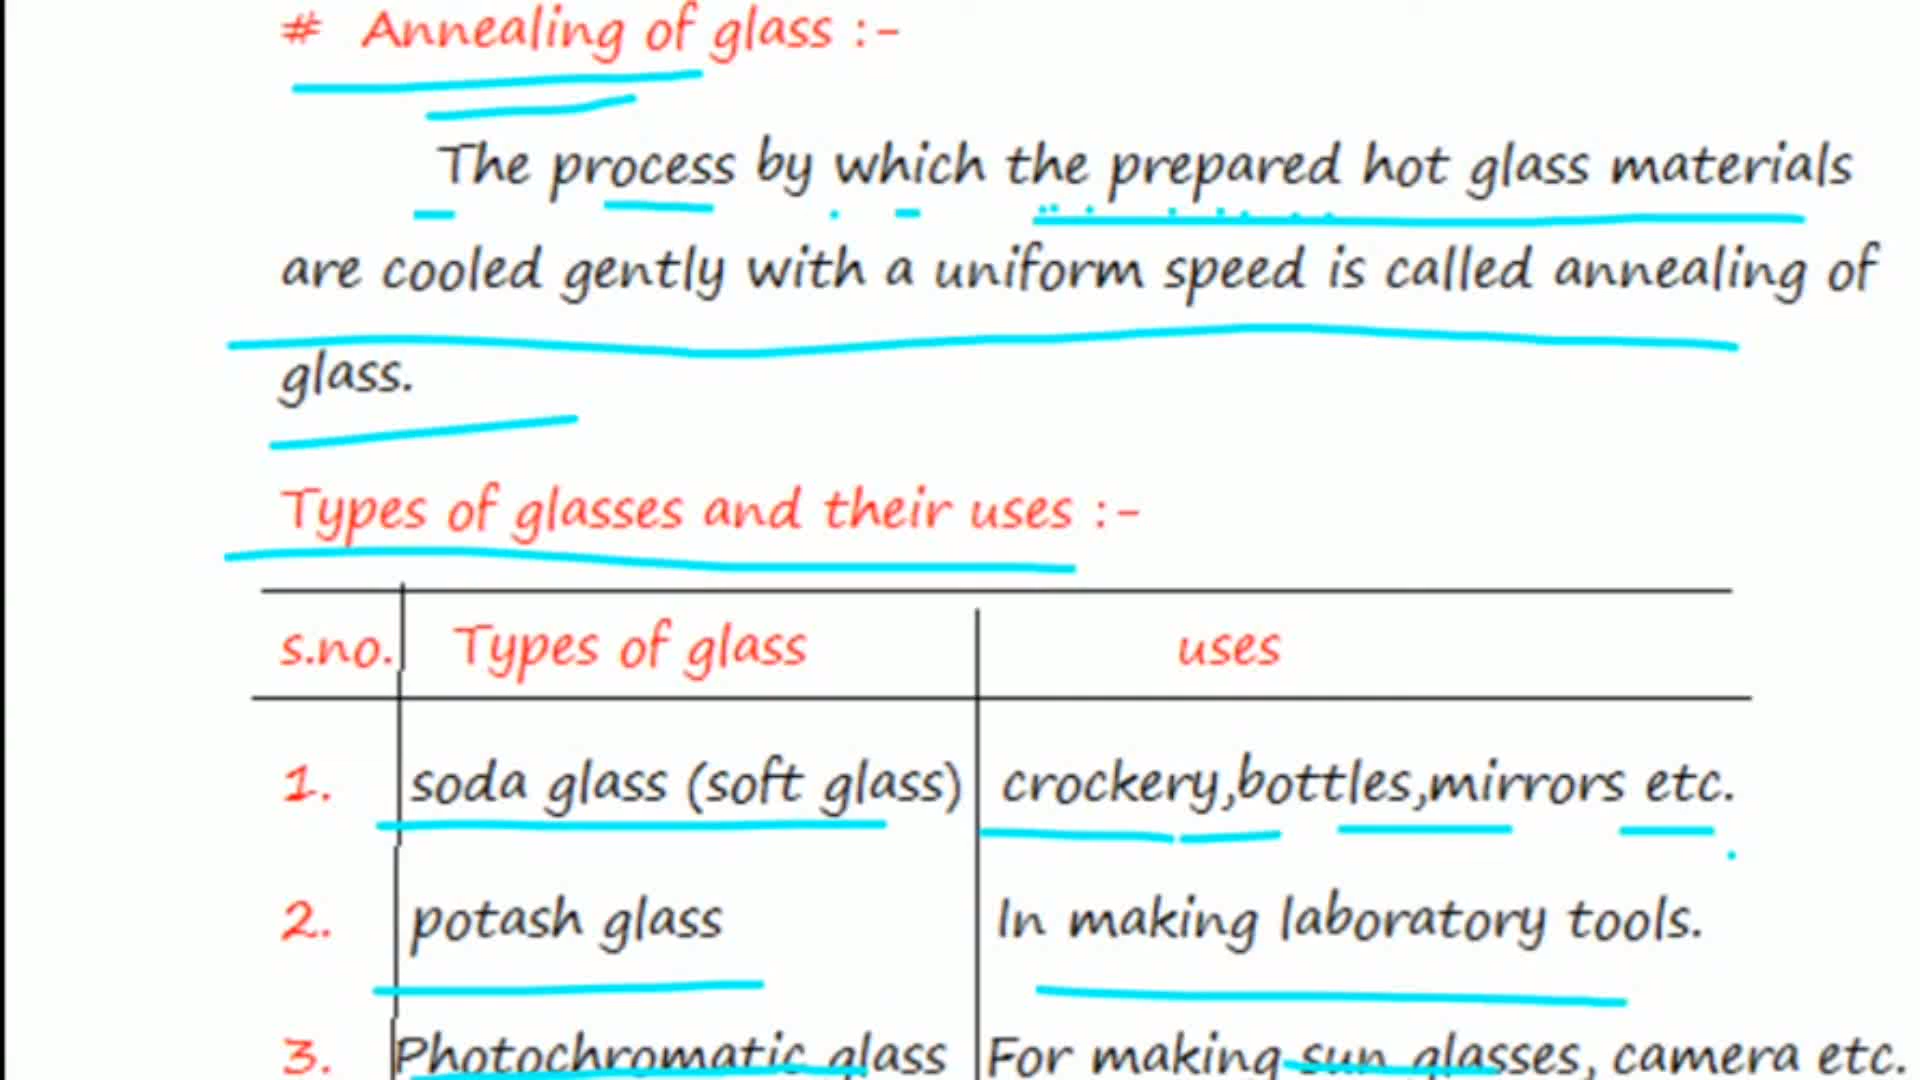 # Annealing of glass :-
The process by which the prepared hot glass materials
are cooled gently with a uniform speed is called annealing of
glass.
Types of glasses and their uses :-
s.no. Types of glass uses
1. soda glass (soft glass) crockery,bottles,mirrors etc.
2. potash glass In making laboratory tools.
3. Photochromatic glass For making sun glasses, camera etc.